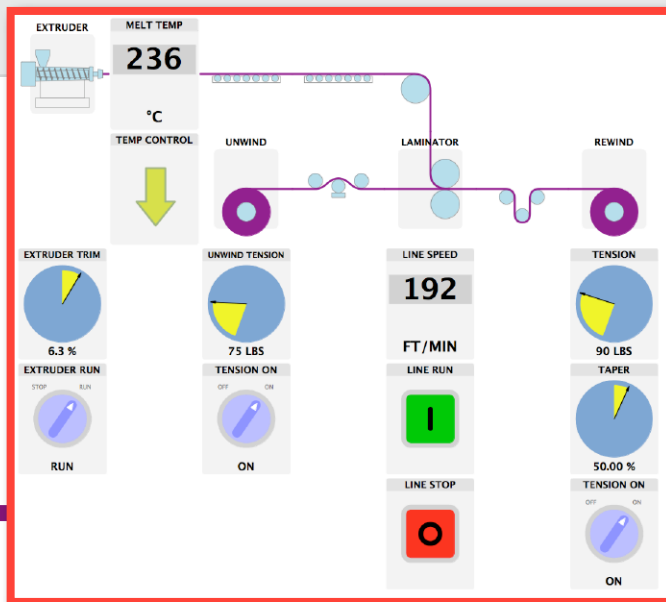 EXTRUDER
MELT TEMP
236
°C
TEMP CONTROL
UNWIND
LAMINATOR
REWIND
EXTRUDER TRIM
6.3 %
UNWIND TENSION
75 LBS
LINE SPEED
192
FT/MIN
TENSION
90 LBS
EXTRUDER RUN
STOP RUN
RUN
TENSION ON
OFF ON
ON
LINE RUN
I
TAPER
50.00 %
LINE STOP
O
TENSION ON
OFF ON
ON